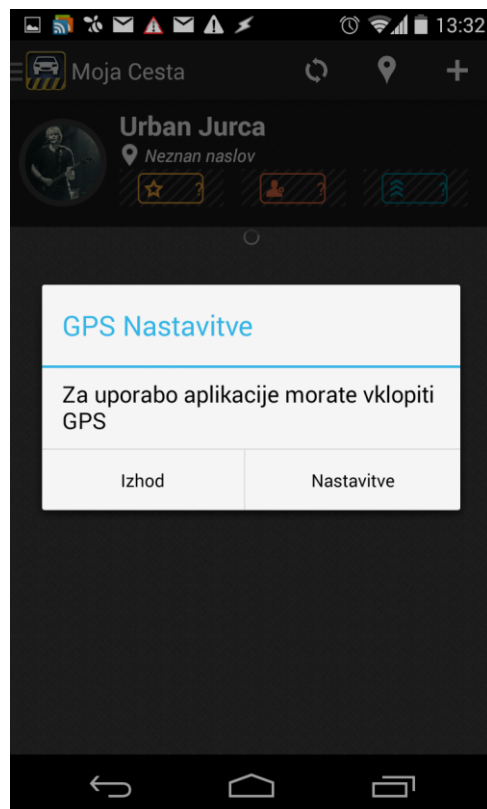 13:32
Moja Cesta
Urban Jurca
Neznan naslov
?
?
?
GPS Nastavitve
Za uporabo aplikacije morate vklopiti
GPS
Izhod
Nastavitve